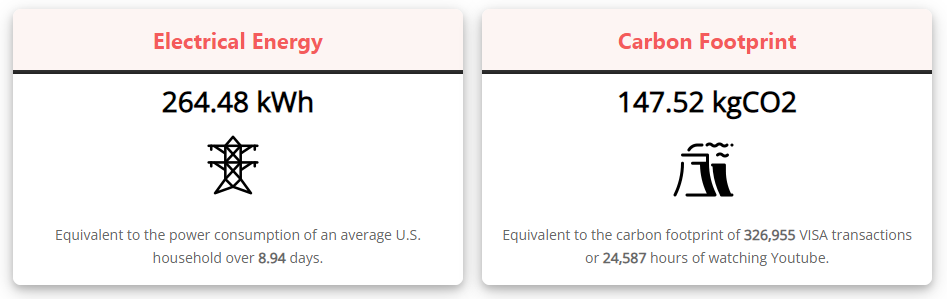 Electrical Energy
264.48 kWh
Equivalent to the power consumption of an average U.S.
household over 8.94 days.
Carbon Footprint
147.52 kgCO2
Equivalent to the carbon footprint of 326,955 VISA transactions
or 24,587 hours of watching Youtube.